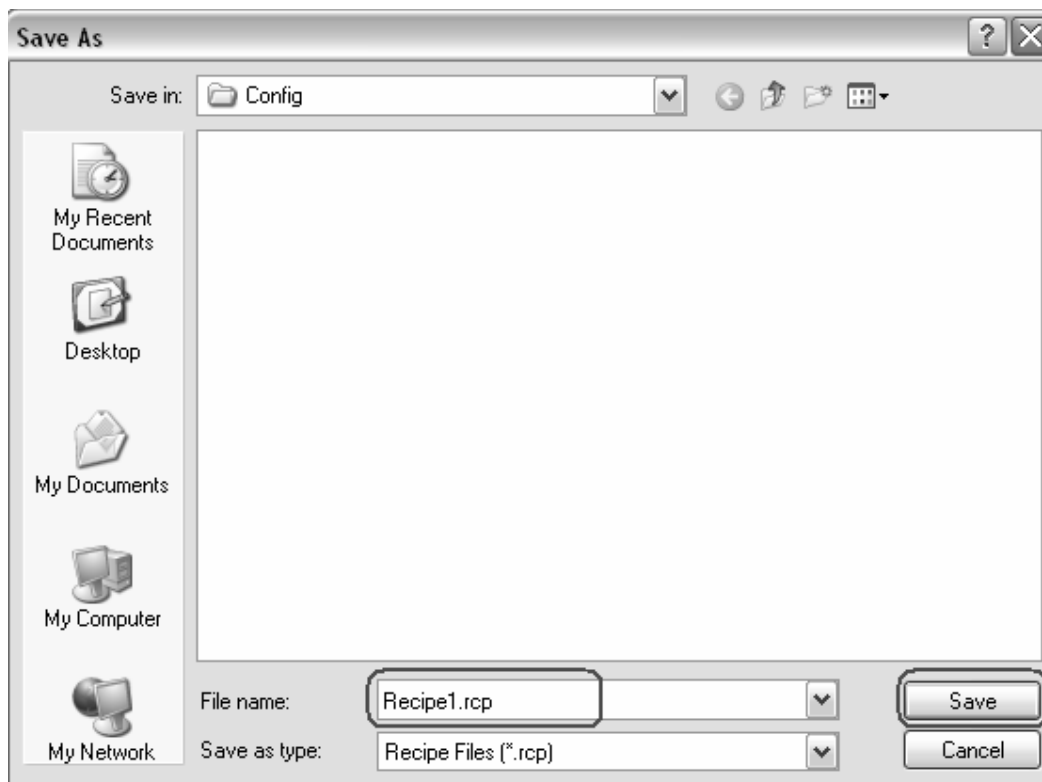 Save As
?
Save in:
Config
My Recent
Documents
Desktop
My Documents
My Computer
My Network
File name:
Recipe1.rcp
Save
Save as type:
Recipe Files (*.rcp)
Cancel